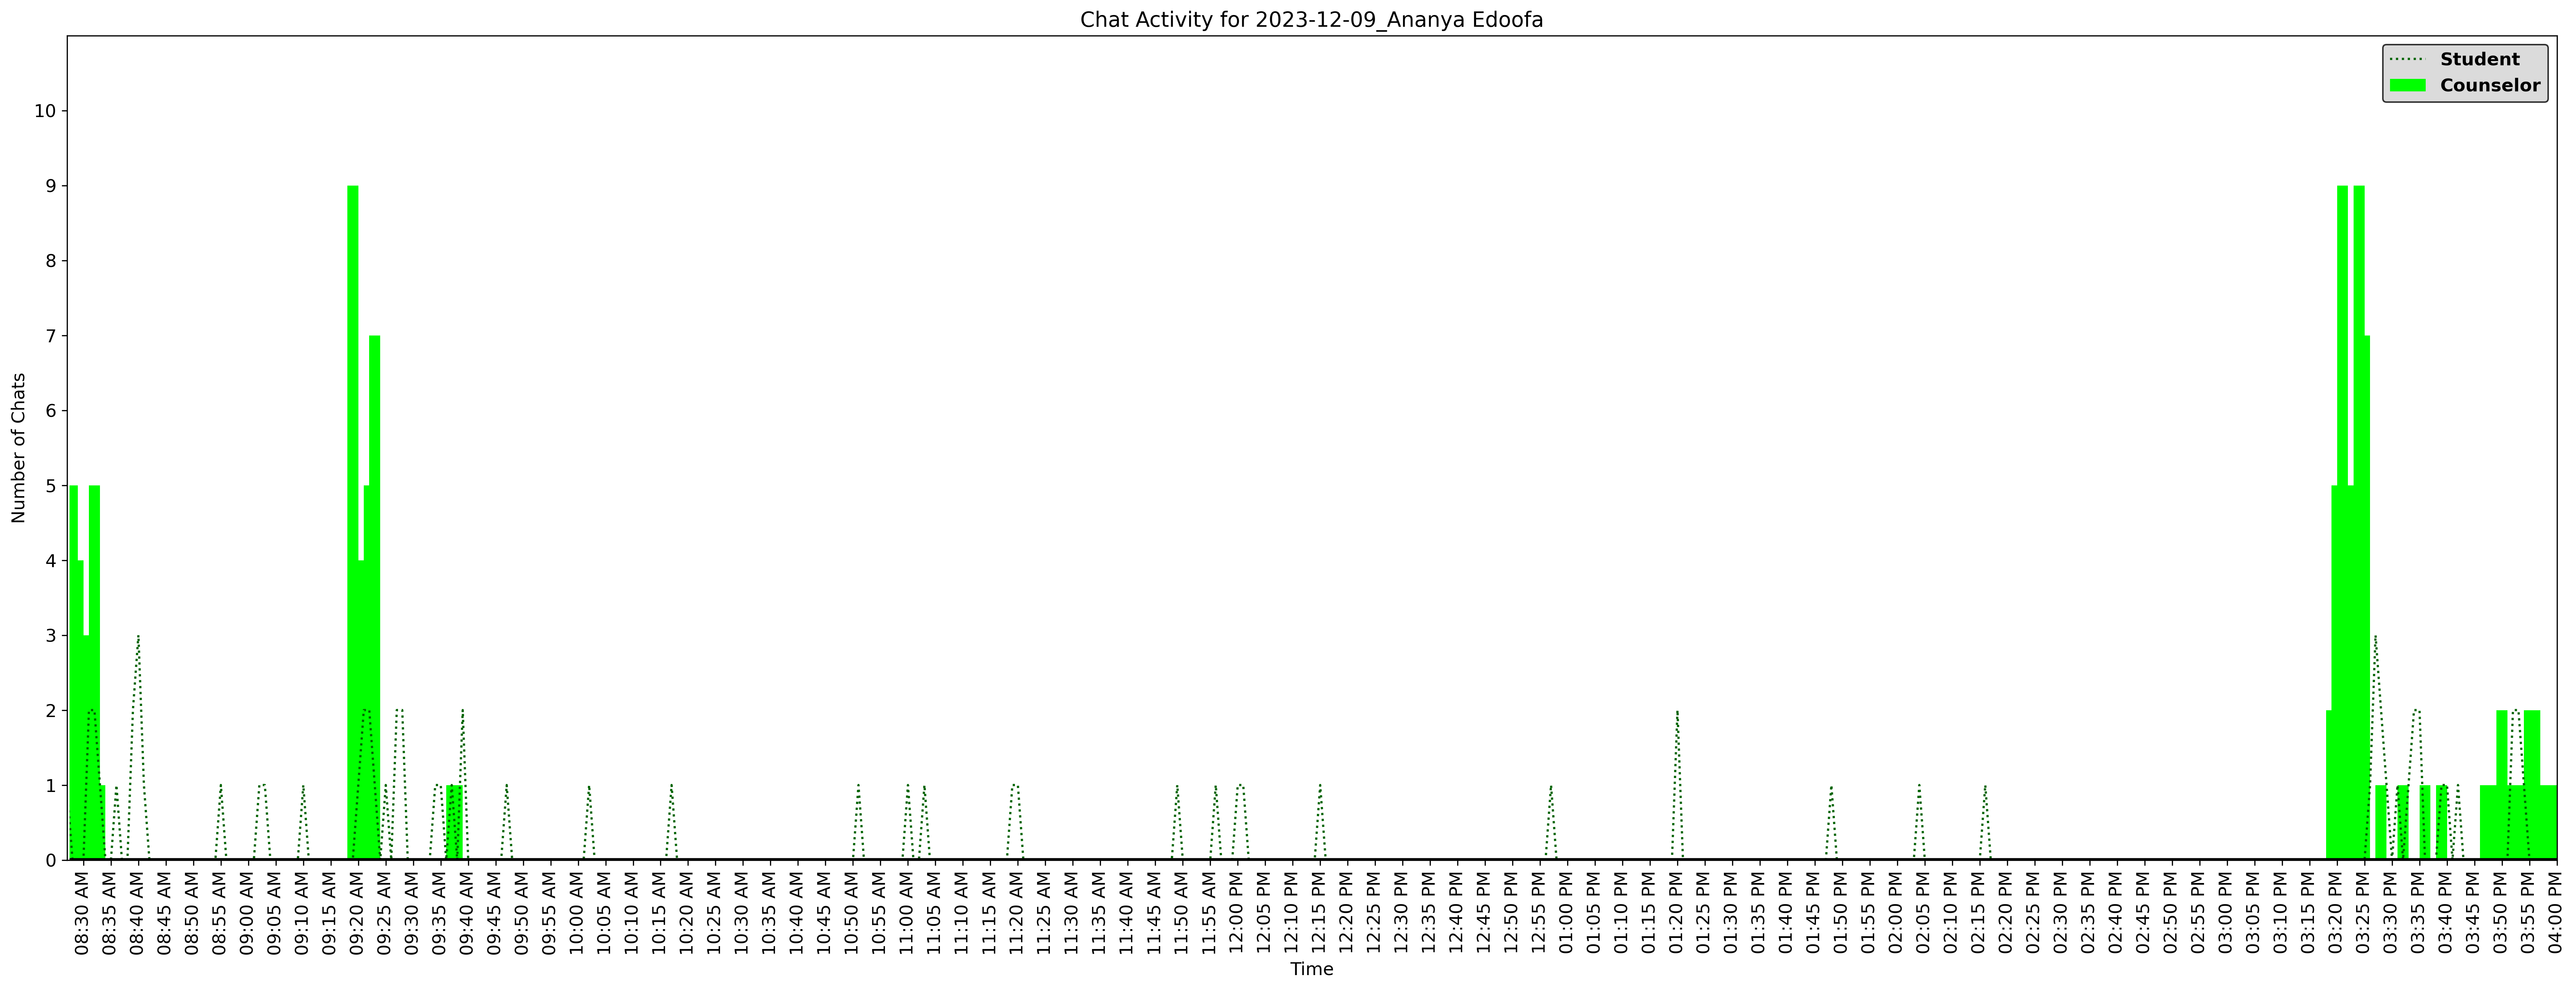 Chat Activity for 2023-12-09_Ananya Edoofa
Student
Counselor
Number of Chats
10
9
8
7
6
5
4
3
2
1
0
08:30 AM
08:35 AM
08:40 AM
08:45 AM
08:50 AM
08:55 AM
09:00 AM
09:05 AM
09:10 AM
09:15 AM
09:20 AM
09:25 AM
09:30 AM
09:35 AM
09:40 AM
09:45 AM
09:50 AM
09:55 AM
10:00 AM
10:05 AM
10:10 AM
10:15 AM
10:20 AM
10:25 AM
10:30 AM
10:35 AM
10:40 AM
10:45 AM
10:50 AM
10:55 AM
11:00 AM
11:05 AM
11:10 AM
11:15 AM
11:20 AM
11:25 AM
11:30 AM
11:35 AM
11:40 AM
11:45 AM
11:50 AM
11:55 AM
12:00 PM
12:05 PM
12:10 PM
12:15 PM
12:20 PM
12:25 PM
12:30 PM
12:35 PM
12:40 PM
12:45 PM
12:50 PM
12:55 PM
01:00 PM
01:05 PM
01:10 PM
01:15 PM
01:20 PM
01:25 PM
01:30 PM
01:35 PM
01:40 PM
01:45 PM
01:50 PM
01:55 PM
02:00 PM
02:05 PM
02:10 PM
02:15 PM
02:20 PM
02:25 PM
02:30 PM
02:35 PM
02:40 PM
02:45 PM
02:50 PM
02:55 PM
03:00 PM
03:05 PM
03:10 PM
03:15 PM
03:20 PM
03:25 PM
03:30 PM
03:35 PM
03:40 PM
03:45 PM
03:50 PM
03:55 PM
04:00 PM
Time